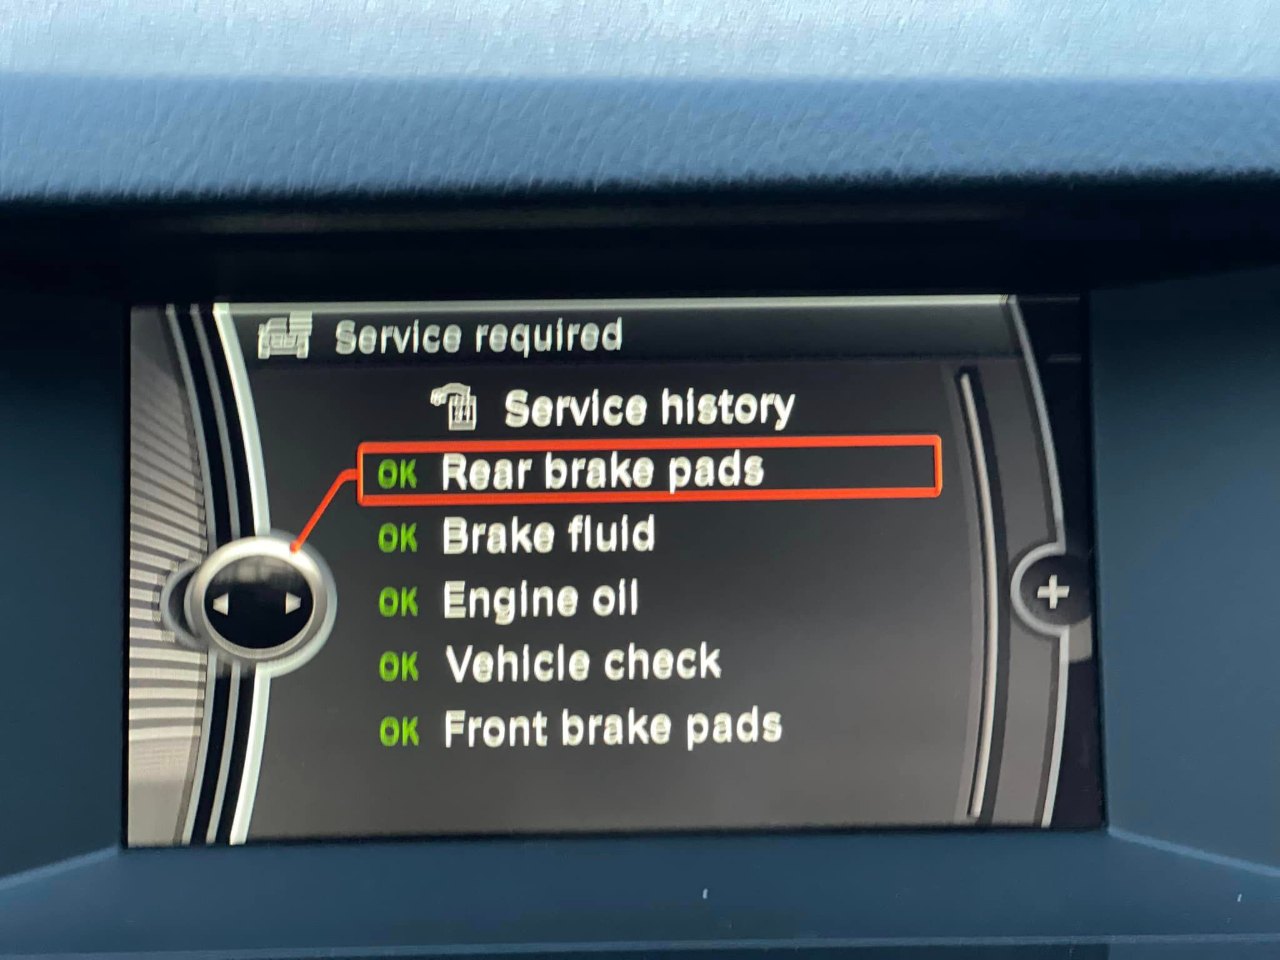 Service required
Service history
OK Rear brake pads
OK Brake fluid
OK Engine oil
OK Vehicle check
OK Front brake pads